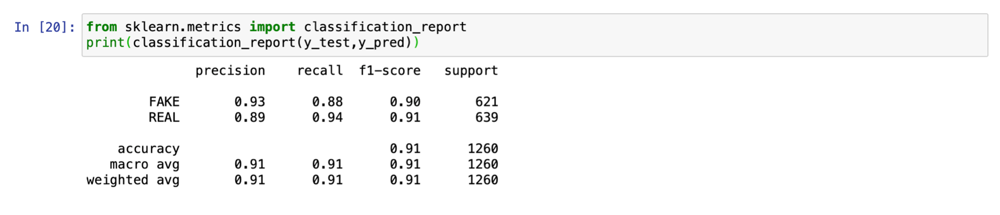 In [20]: from sklearn.metrics import classification_report
print(classification_report(y_test,y_pred))
precision recall f1-score support
FAKE 0.93 0.88 0.90 621
REAL 0.89 0.94 0.91 639
accuracy 0.91 1260
macro avg 0.91 0.91 0.91 1260
weighted avg 0.91 0.91 0.91 1260